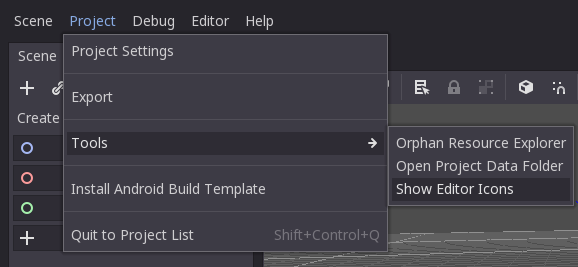 Scene Project Debug Editor Help
Scene
Project Settings
Export
Create
Tools
Orphan Resource Explorer
Open Project Data Folder
Show Editor Icons
Install Android Build Template
Quit to Project List Shift+Control+Q